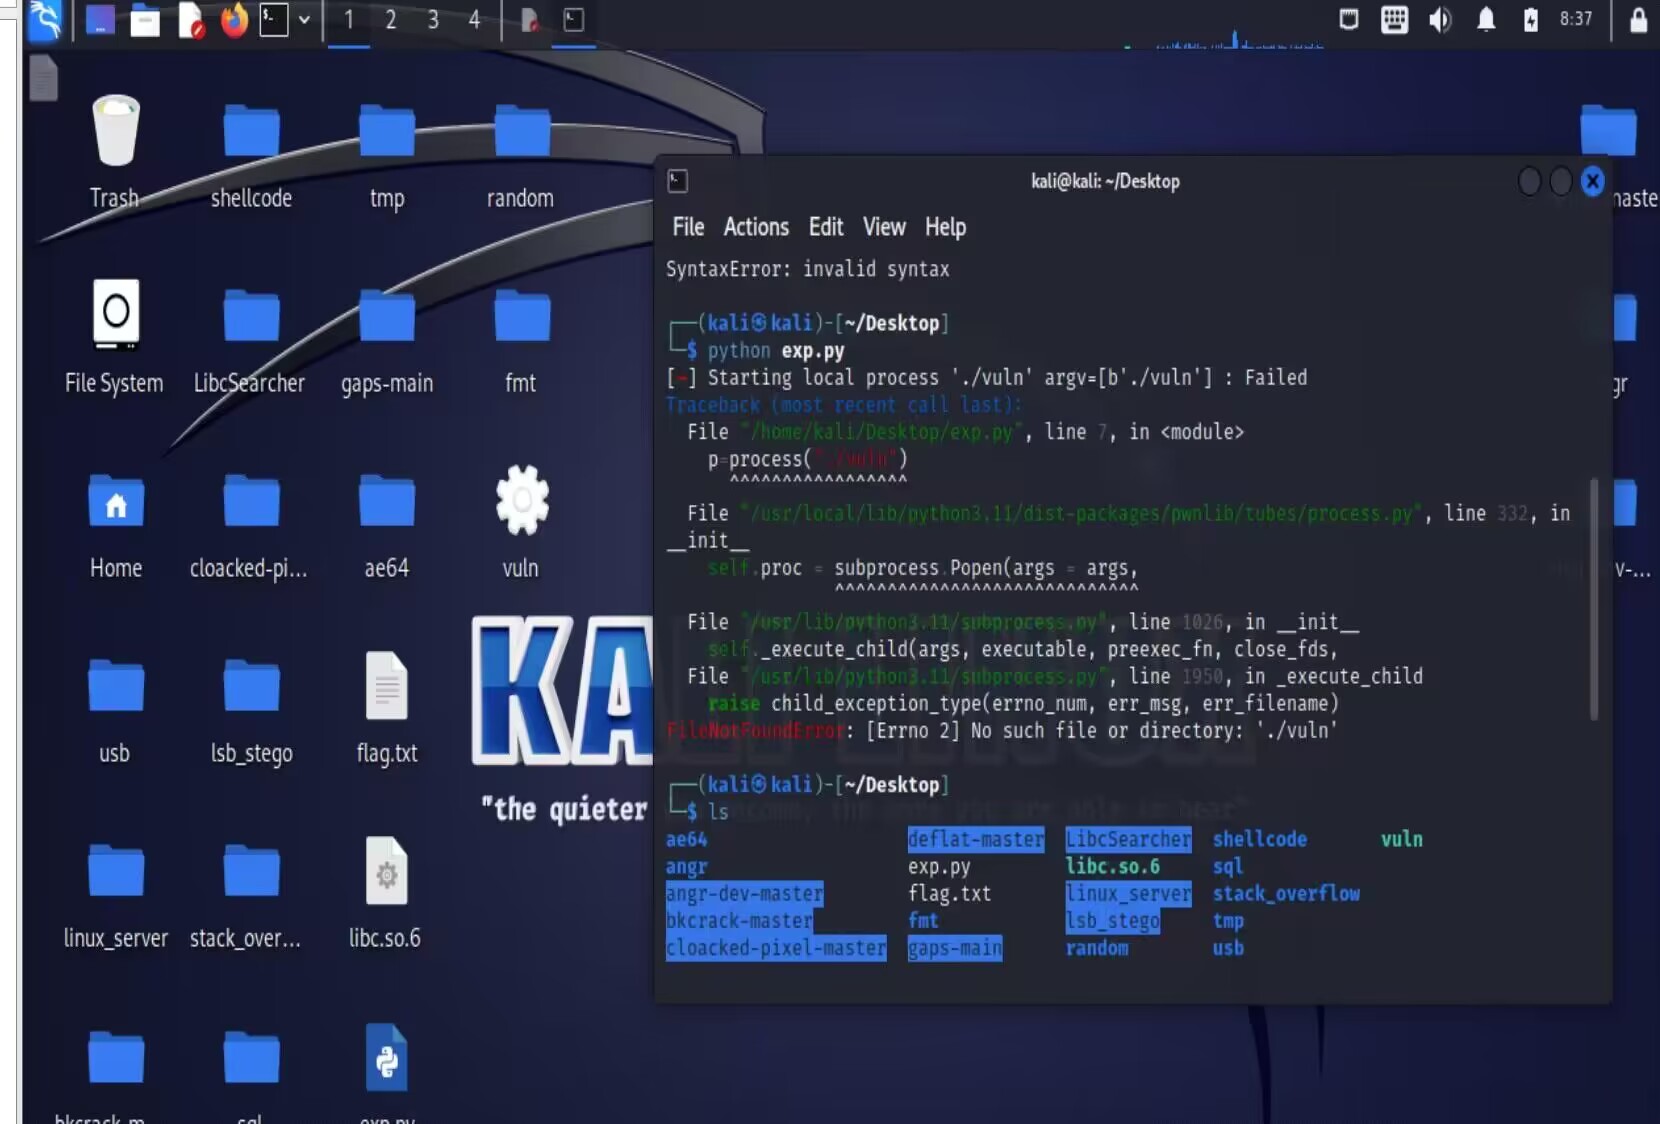 1 2 3 4
8:37
Trash
shellcode
tmp
random
File System
LibcSearcher
gaps-main
fmt
Home
cloacked-pi...
ae64
vuln
usb
lsb_stego
flag.txt
KA
"the quieter
linux_server
stack_over...
libc.so.6
kali@kali: ~/Desktop
File Actions Edit View Help
SyntaxError: invalid syntax
┌──(kali㉿kali)-[~/Desktop]
└─$ python exp.py
[-] Starting local process './vuln' argv=[b'./vuln'] : Failed
Traceback (most recent call last):
File "/home/kali/Desktop/exp.py", line 7, in <module>
p=process("./vuln")
^^^^^^^^^^^^^^^^^
File "/usr/local/lib/python3.11/dist-packages/pwnlib/tubes/process.py", line 332, in
__init__
self.proc = subprocess.Popen(args = args,
^^^^^^^^^^^^^^^^^^^^^^^^^^^^^
File "/usr/lib/python3.11/subprocess.py", line 1026, in __init__
self._execute_child(args, executable, preexec_fn, close_fds,
File "/usr/lib/python3.11/subprocess.py", line 1950, in _execute_child
raise child_exception_type(errno_num, err_msg, err_filename)
FileNotFoundError: [Errno 2] No such file or directory: './vuln'
┌──(kali㉿kali)-[~/Desktop]
└─$ ls
ae64 deflat-master LibcSearcher shellcode vuln
angr exp.py libc.so.6 sql
angr-dev-master flag.txt linux_server stack_overflow
bkcrack-master fmt lsb_stego tmp
cloacked-pixel-master gaps-main random usb